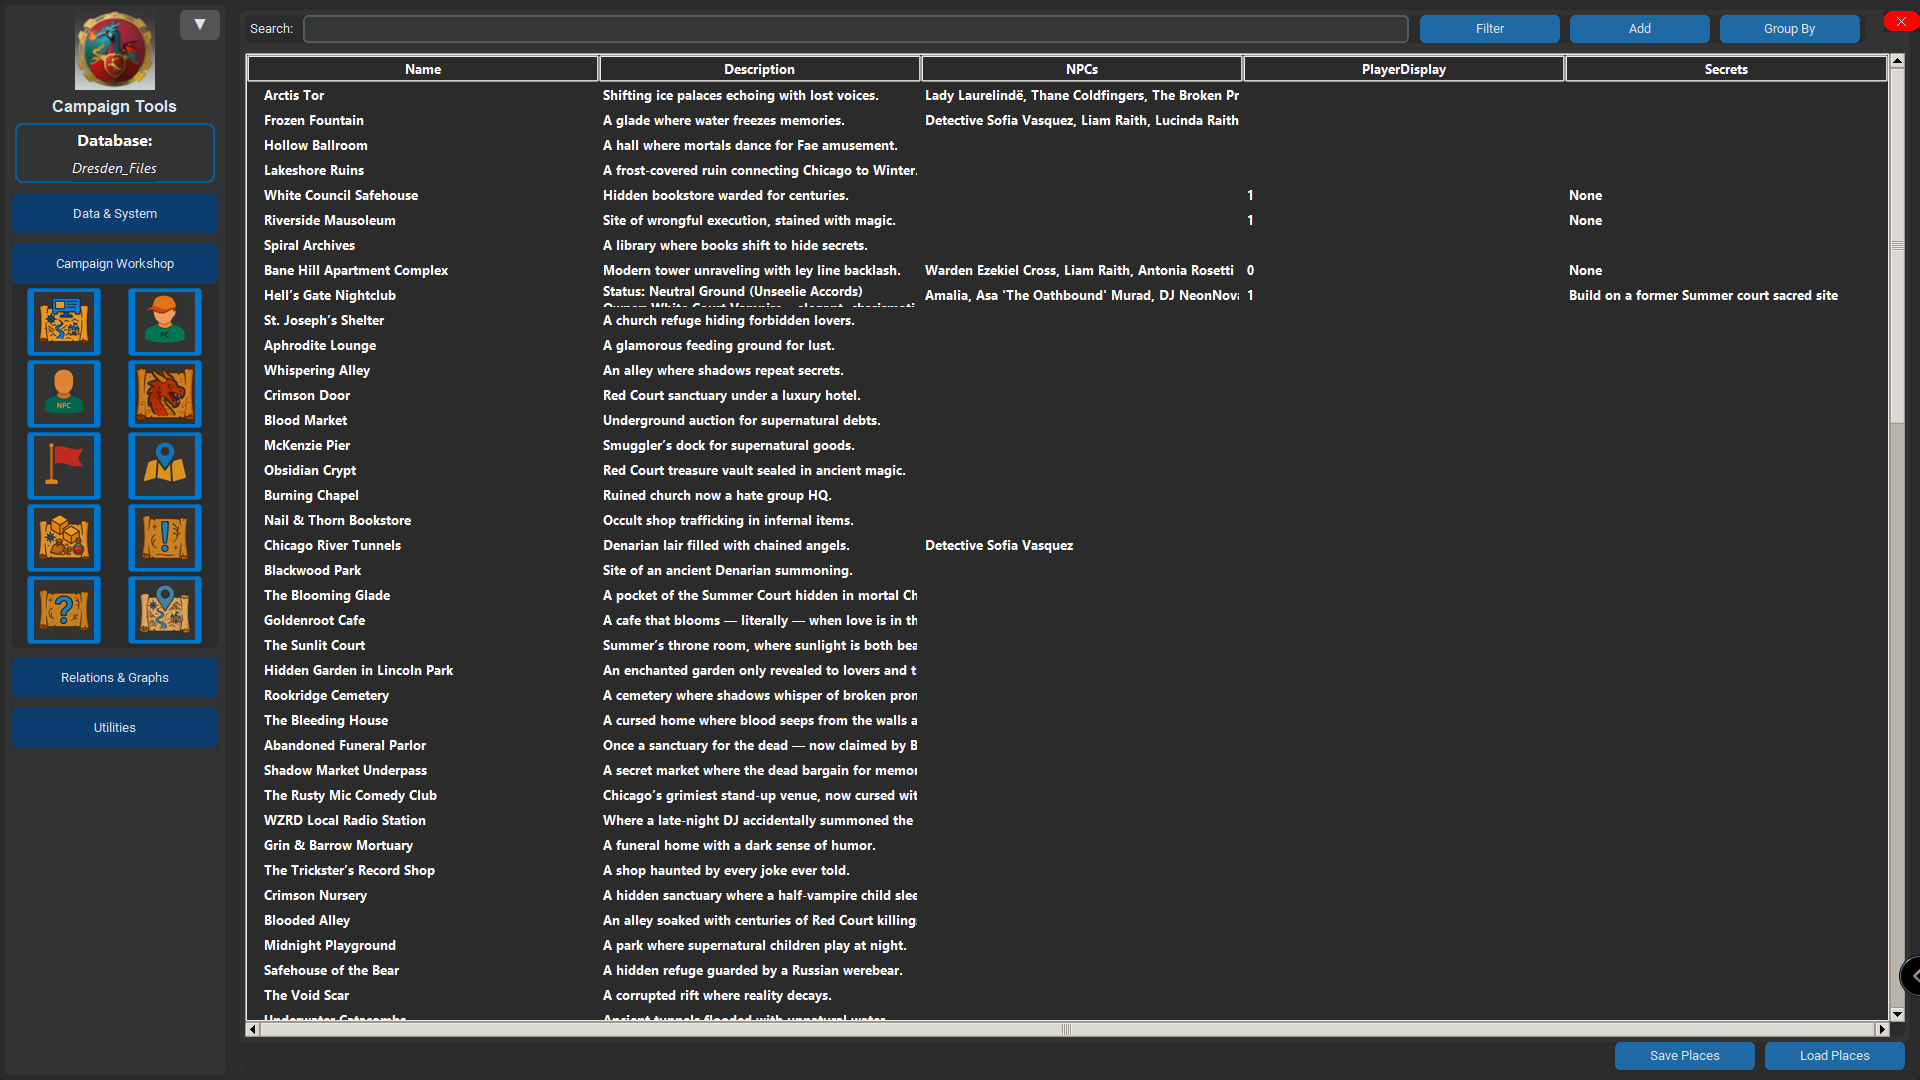 Campaign Tools
Database:
Dresden_Files
Data & System
Campaign Workshop
PC
NPC
Relations & Graphs
Utilities
Search:
Filter
Add
Group By
Name Description NPCs PlayerDisplay Secrets
Arctis Tor Shifting ice palaces echoing with lost voices. Lady Laurelindë, Thane Coldfingers, The Broken Pr
Frozen Fountain A glade where water freezes memories. Detective Sofia Vasquez, Liam Raith, Lucinda Raith
Hollow Ballroom A hall where mortals dance for Fae amusement.
Lakeshore Ruins A frost-covered ruin connecting Chicago to Winter.
White Council Safehouse Hidden bookstore warded for centuries. 1 None
Riverside Mausoleum Site of wrongful execution, stained with magic. 1 None
Spiral Archives A library where books shift to hide secrets.
Bane Hill Apartment Complex Modern tower unraveling with ley line backlash. Warden Ezekiel Cross, Liam Raith, Antonia Rosetti 0 None
Hell’s Gate Nightclub Status: Neutral Ground (Unseelie Accords) Amalia, Asa 'The Oathbound' Murad, DJ NeonNova 1 Build on a former Summer court sacred site
St. Joseph’s Shelter A church refuge hiding forbidden lovers.
Aphrodite Lounge A glamorous feeding ground for lust.
Whispering Alley An alley where shadows repeat secrets.
Crimson Door Red Court sanctuary under a luxury hotel.
Blood Market Underground auction for supernatural debts.
McKenzie Pier Smuggler’s dock for supernatural goods.
Obsidian Crypt Red Court treasure vault sealed in ancient magic.
Burning Chapel Ruined church now a hate group HQ.
Nail & Thorn Bookstore Occult shop trafficking in infernal items.
Chicago River Tunnels Denarian lair filled with chained angels. Detective Sofia Vasquez
Blackwood Park Site of an ancient Denarian summoning.
The Blooming Glade A pocket of the Summer Court hidden in mortal Ch
Goldenroot Cafe A cafe that blooms — literally — when love is in th
The Sunlit Court Summer’s throne room, where sunlight is both bea
Hidden Garden in Lincoln Park An enchanted garden only revealed to lovers and t
Rookridge Cemetery A cemetery where shadows whisper of broken pron
The Bleeding House A cursed home where blood seeps from the walls a
Abandoned Funeral Parlor Once a sanctuary for the dead — now claimed by B
Shadow Market Underpass A secret market where the dead bargain for memor
The Rusty Mic Comedy Club Chicago’s grimiest stand-up venue, now cursed wit
WZRD Local Radio Station Where a late-night DJ accidentally summoned the
Grin & Barrow Mortuary A funeral home with a dark sense of humor.
The Trickster’s Record Shop A shop haunted by every joke ever told.
Crimson Nursery A hidden sanctuary where a half-vampire child slee
Blooded Alley An alley soaked with centuries of Red Court killing
Midnight Playground A park where supernatural children play at night.
Safehouse of the Bear A hidden refuge guarded by a Russian werebear.
The Void Scar A corrupted rift where reality decays.
Underwater Catacombs Ancient tunnels flooded with unnatural water.
Save Places
Load Places